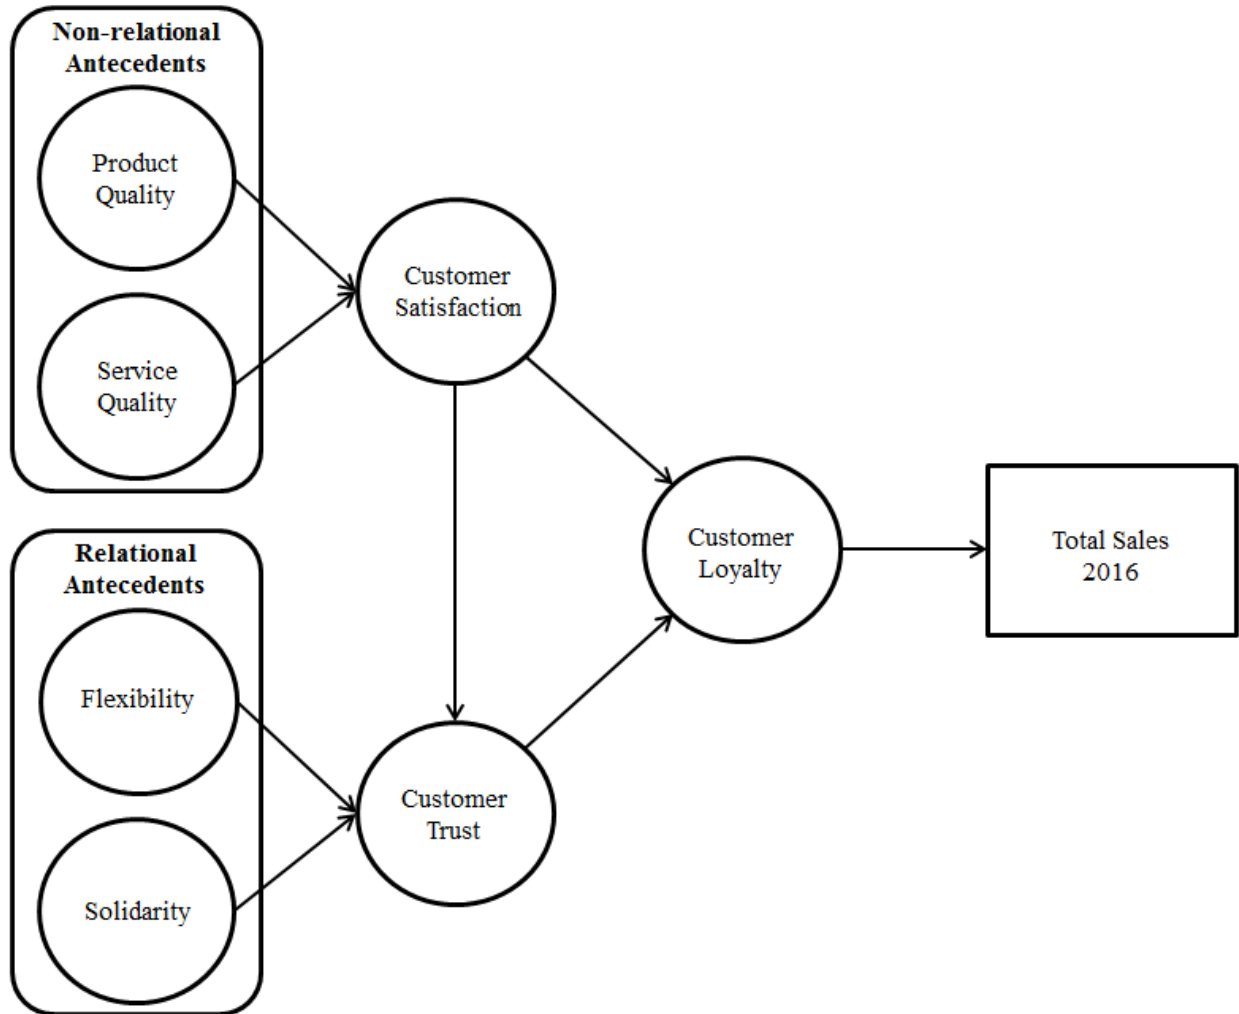 Non-relational
Antecedents
Product
Quality
Service
Quality
Customer
Satisfaction
Relational
Antecedents
Flexibility
Solidarity
Customer
Trust
Customer
Loyalty
Total Sales
2016